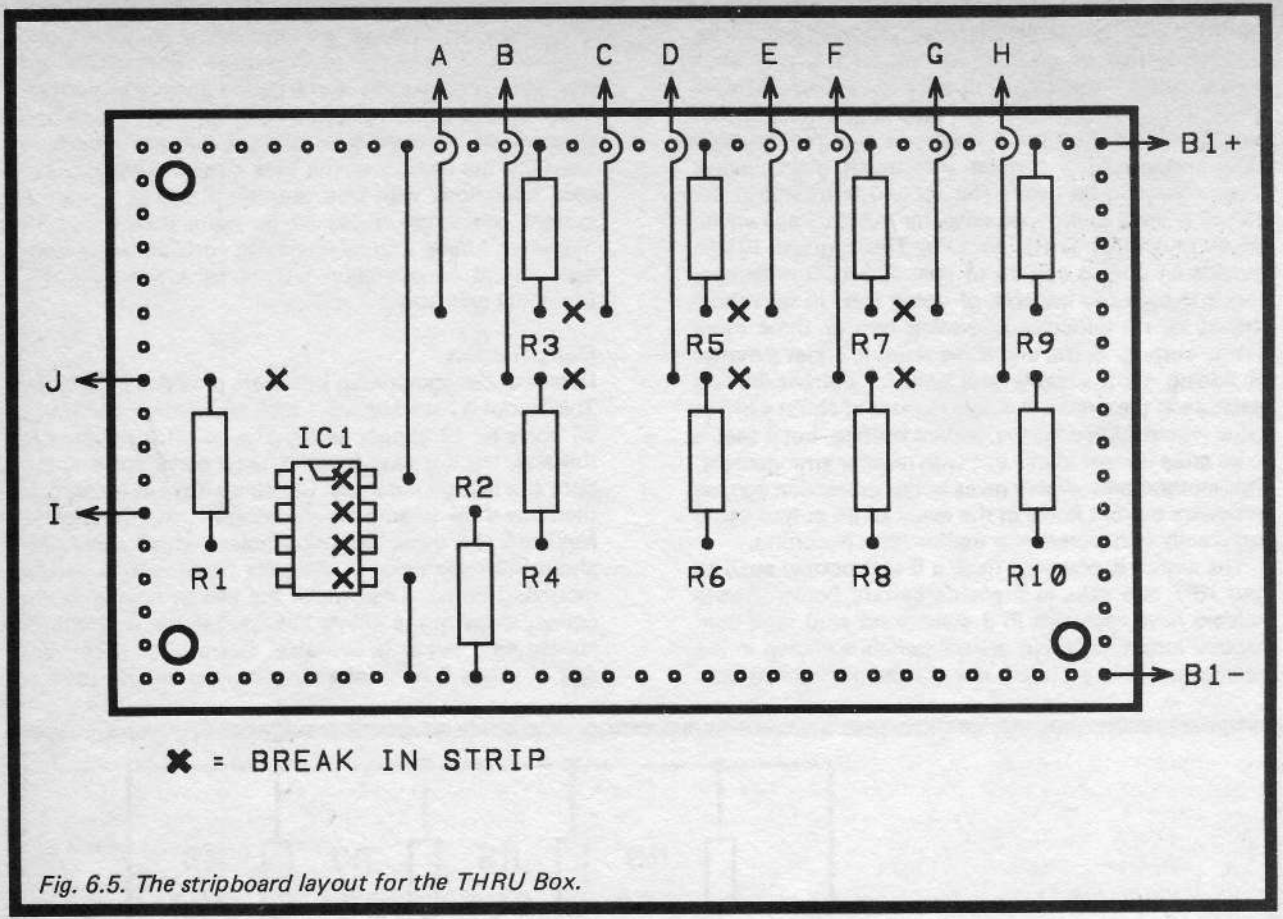 A B C D E F G H
B1+
R3 R5 R7 R9
J
IC1
R2
I
R1 R4 R6 R8 R10
B1-
X = BREAK IN STRIP
Fig. 6.5. The stripboard layout for the THRU Box.